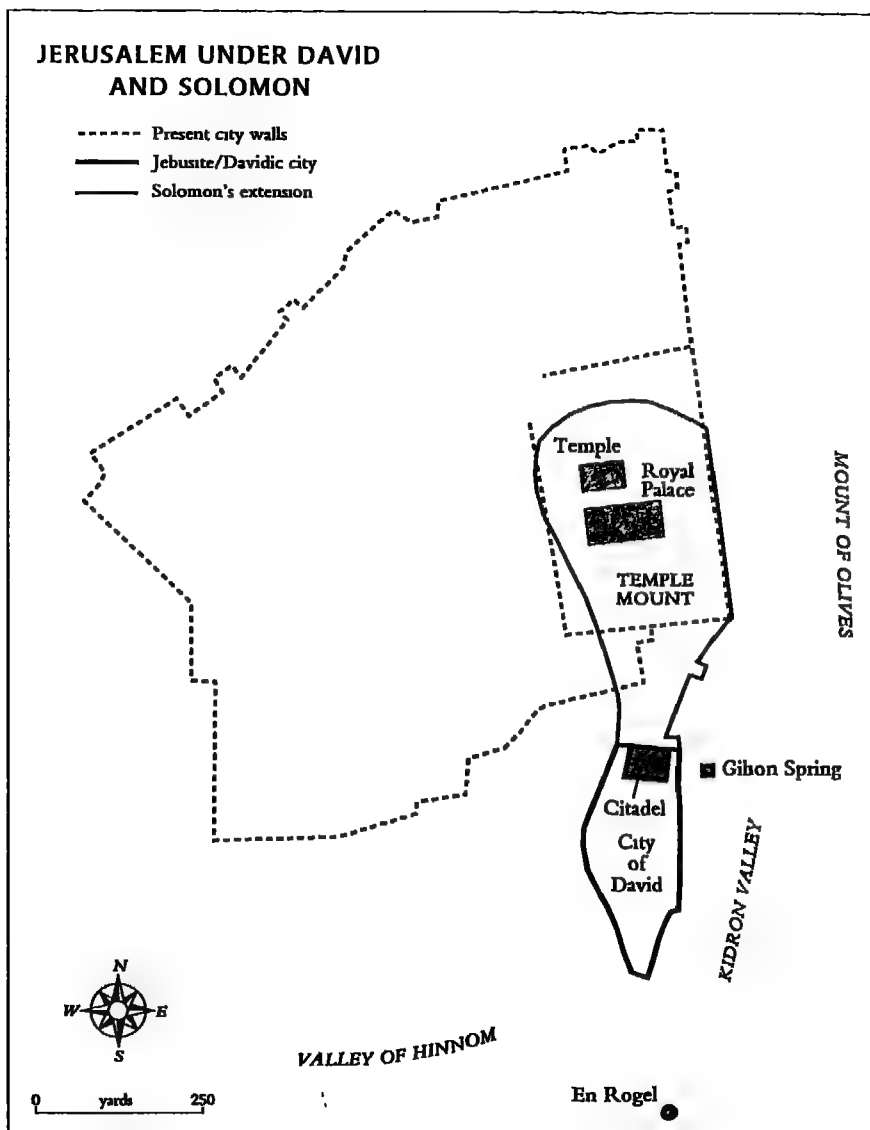 JERUSALEM UNDER DAVID
AND SOLOMON
Present city walls
Jebusite/Davidic city
Solomon's extension
Temple
Royal
Palace
TEMPLE
MOUNT
MOUNT OF OLIVES
Gihon Spring
Citadel
City
of
David
KIDRON VALLEY
N
W
E
S
VALLEY OF HINNOM
0 yards 250
En Rogel